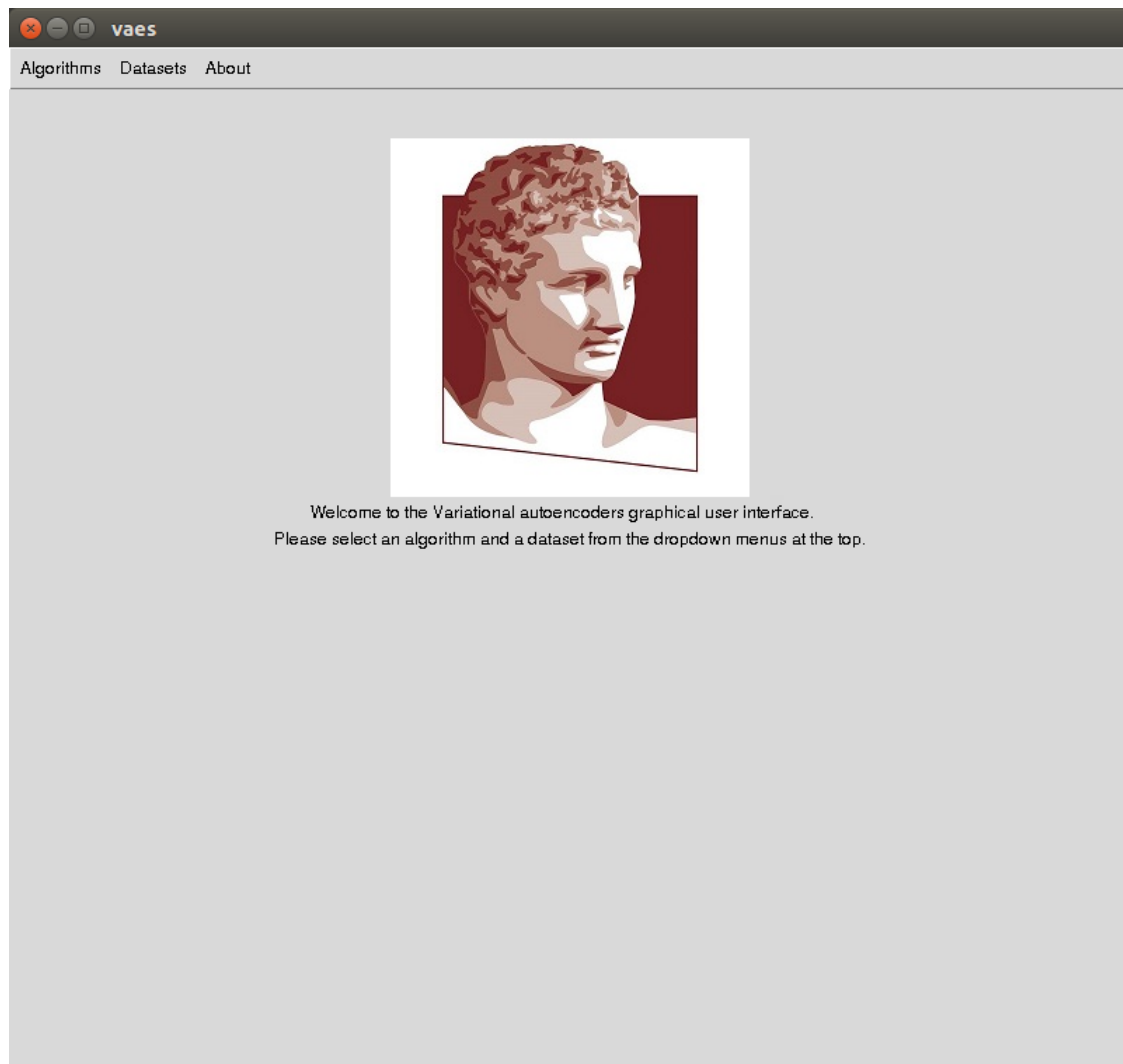 vaes
Algorithms Datasets About
Welcome to the Variational autoencoders graphical user interface.
Please select an algorithm and a dataset from the dropdown menus at the top.